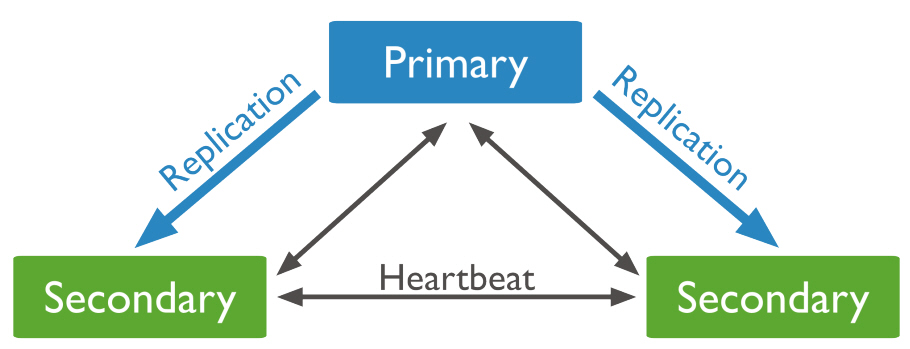 Primary
Replication
Replication
Heartbeat
Secondary
Secondary